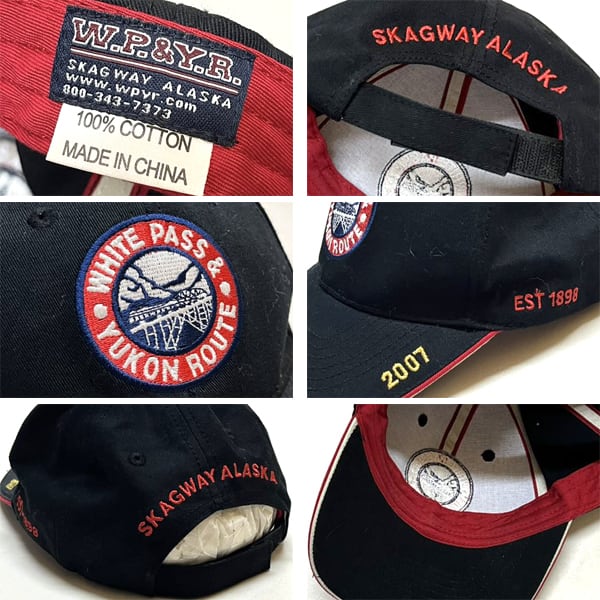 W.P.&Y.R.
SKAGWAY ALASKA
www.wpyr.com
800-343-7373
100% COTTON
MADE IN CHINA
SKAGWAY ALASKA
WHITE PASS &
• YUKON ROUTE •
ROUTE
EST 1898
2007
SKAGWAY ALASKA